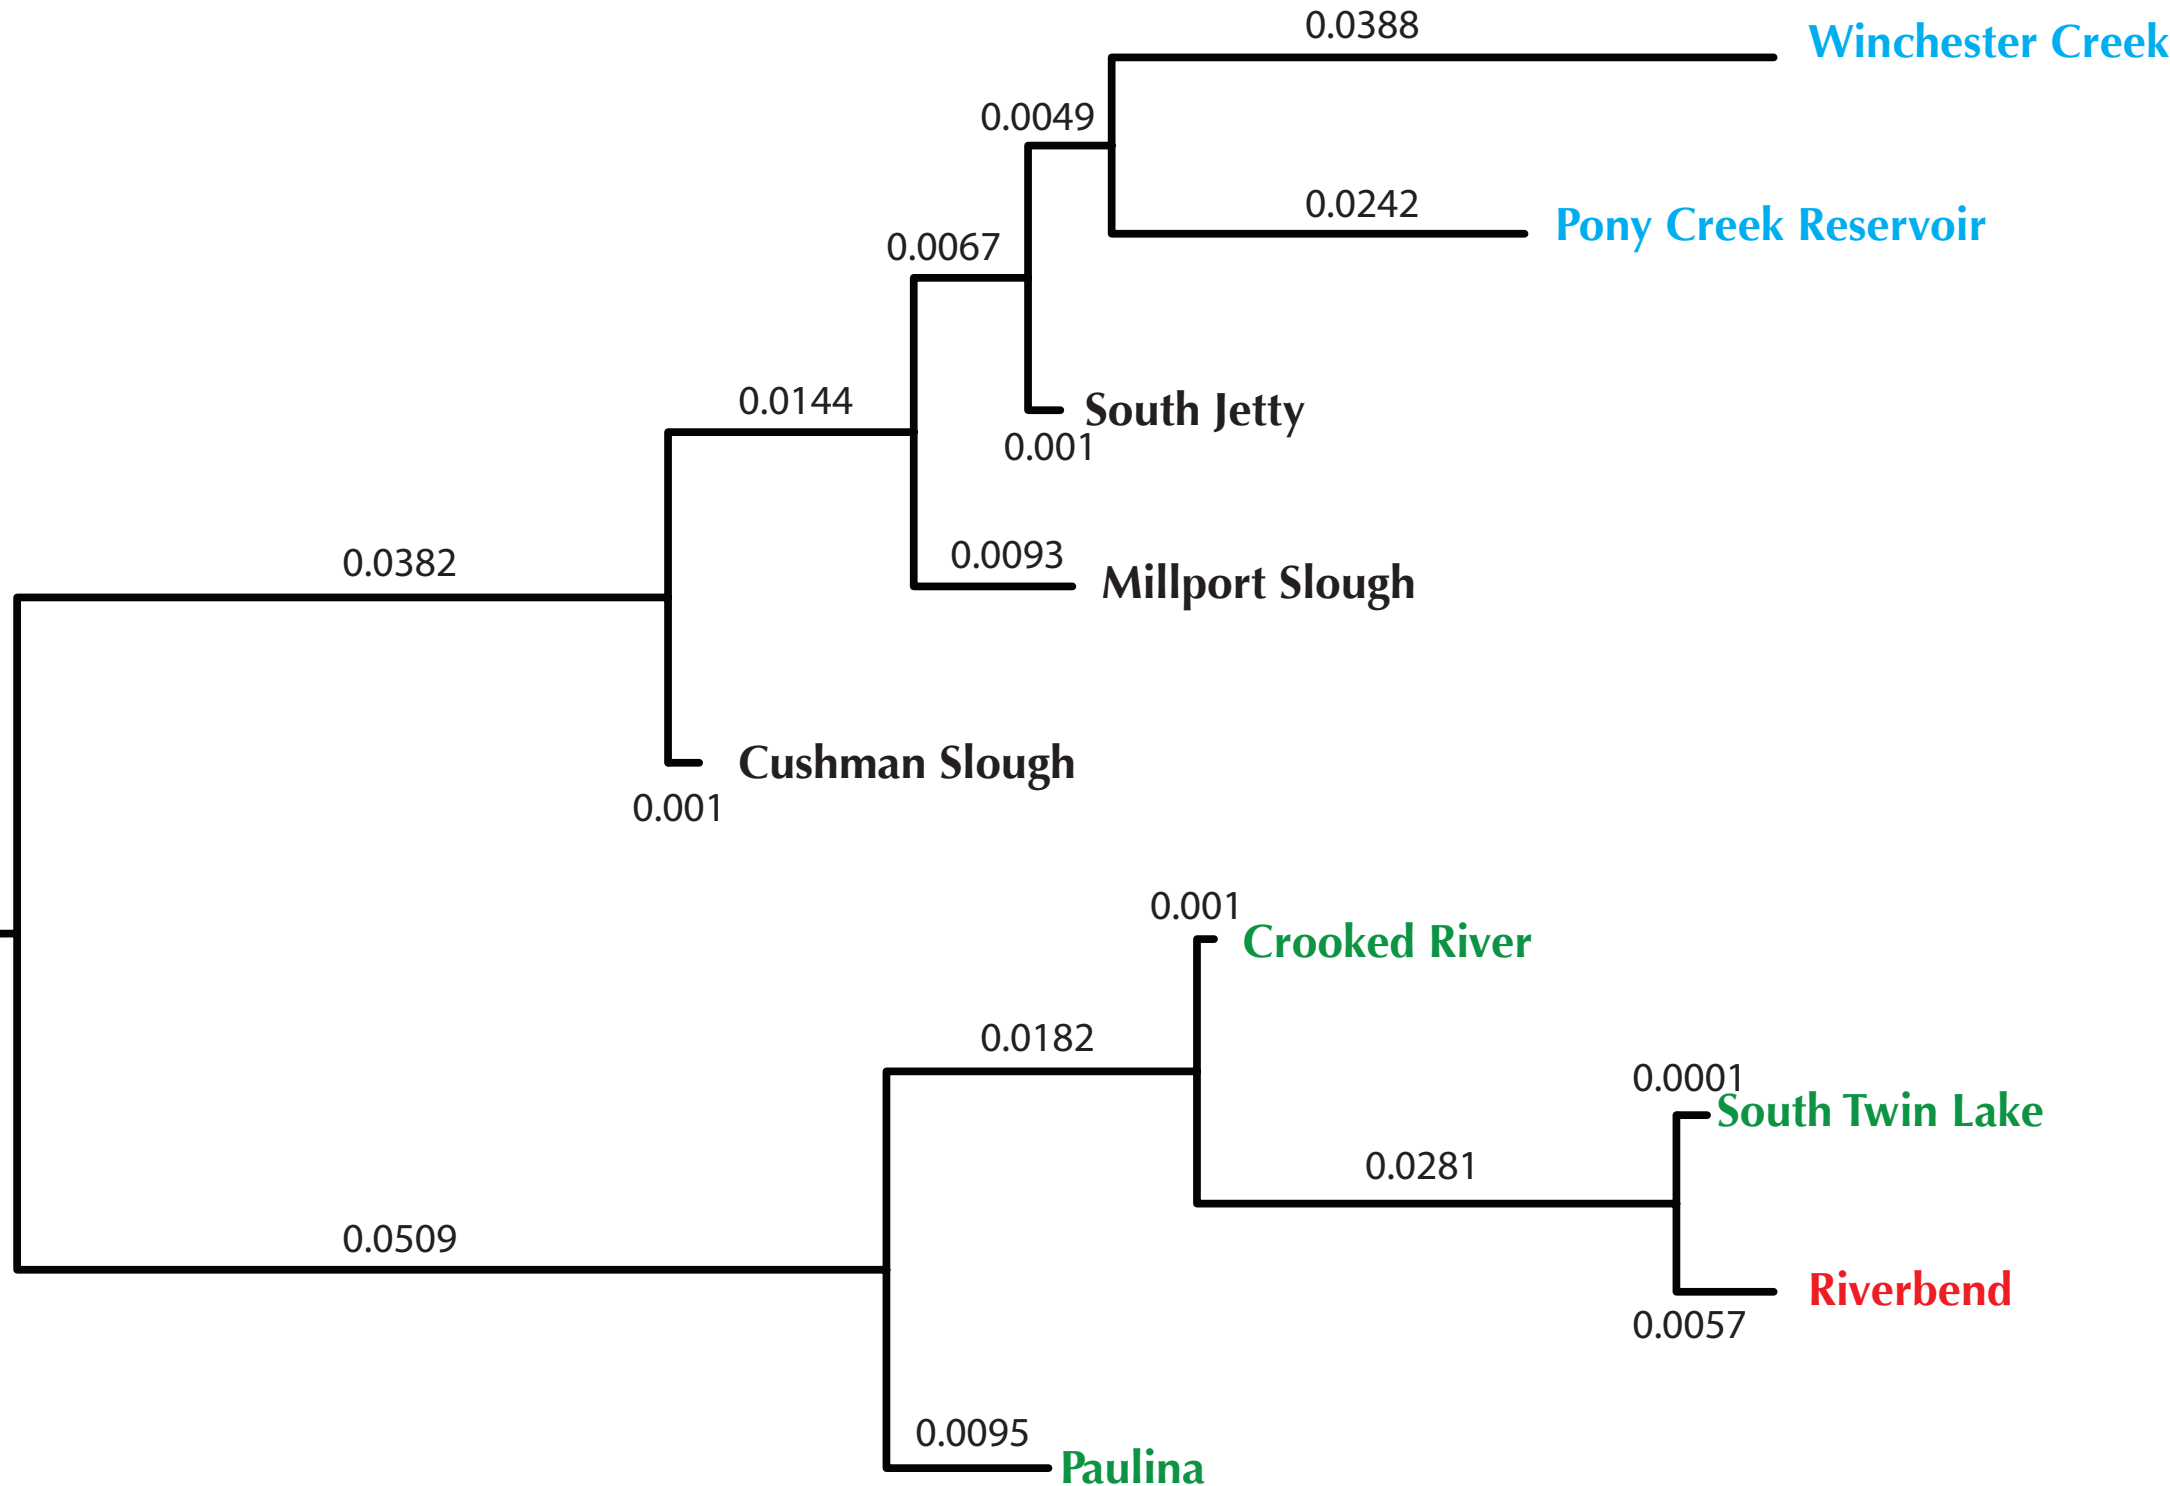 0.0388
Winchester Creek
0.0049
0.0242
Pony Creek Reservoir
0.0067
0.0144
South Jetty
0.001
0.0093
Millport Slough
0.0382
Cushman Slough
0.001
0.001
Crooked River
0.0182
0.0001
South Twin Lake
0.0281
0.0509
Riverbend
0.0057
0.0095
Paulina